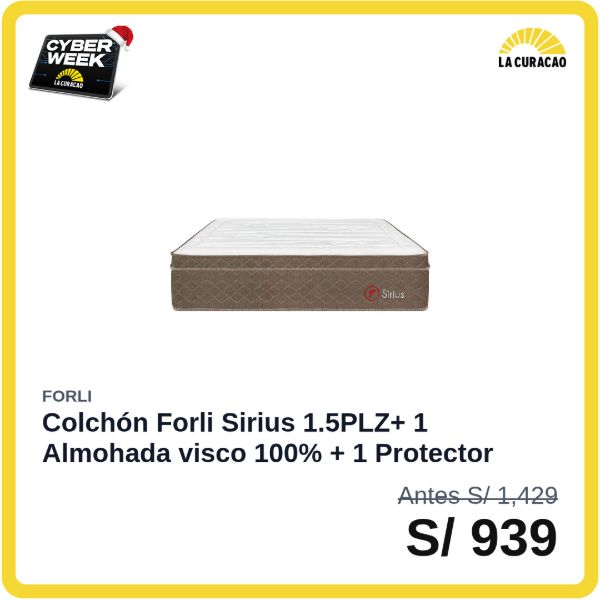 CYBER
WEEK
LA CURACAO
LA CURACAO
Sirius
FORLI
Colchón Forli Sirius 1.5PLZ+ 1
Almohada visco 100% + 1 Protector
Antes S/ 1,429
S/ 939